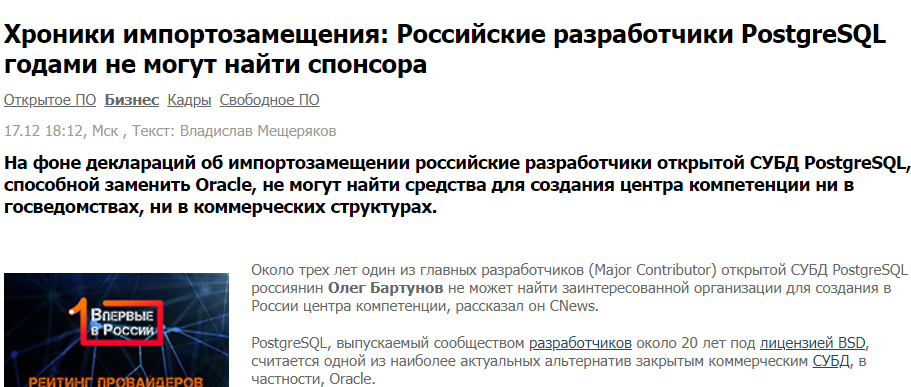 Хроники импортозамещения: Российские разработчики PostgreSQL
годами не могут найти спонсора
Открытое ПО Бизнес Кадры Свободное ПО
17.12 18:12, Мск , Текст: Владислав Мещеряков
На фоне деклараций об импортозамещении российские разработчики открытой СУБД PostgreSQL,
способной заменить Oracle, не могут найти средства для создания центра компетенции ни в
госведомствах, ни в коммерческих структурах.
Около трех лет один из главных разработчиков (Major Contributor) открытой СУБД PostgreSQL
россиянин Олег Бартунов не может найти заинтересованной организации для создания в
России центра компетенции, рассказал он CNews.
PostgreSQL, выпускаемый сообществом разработчиков около 20 лет под лицензией BSD,
считается одной из наиболее актуальных альтернатив закрытым коммерческим СУБД, в
частности, Oracle.
1 Впервые
в России
РЕЙТИНГ ПРОВАЙДЕРОВ